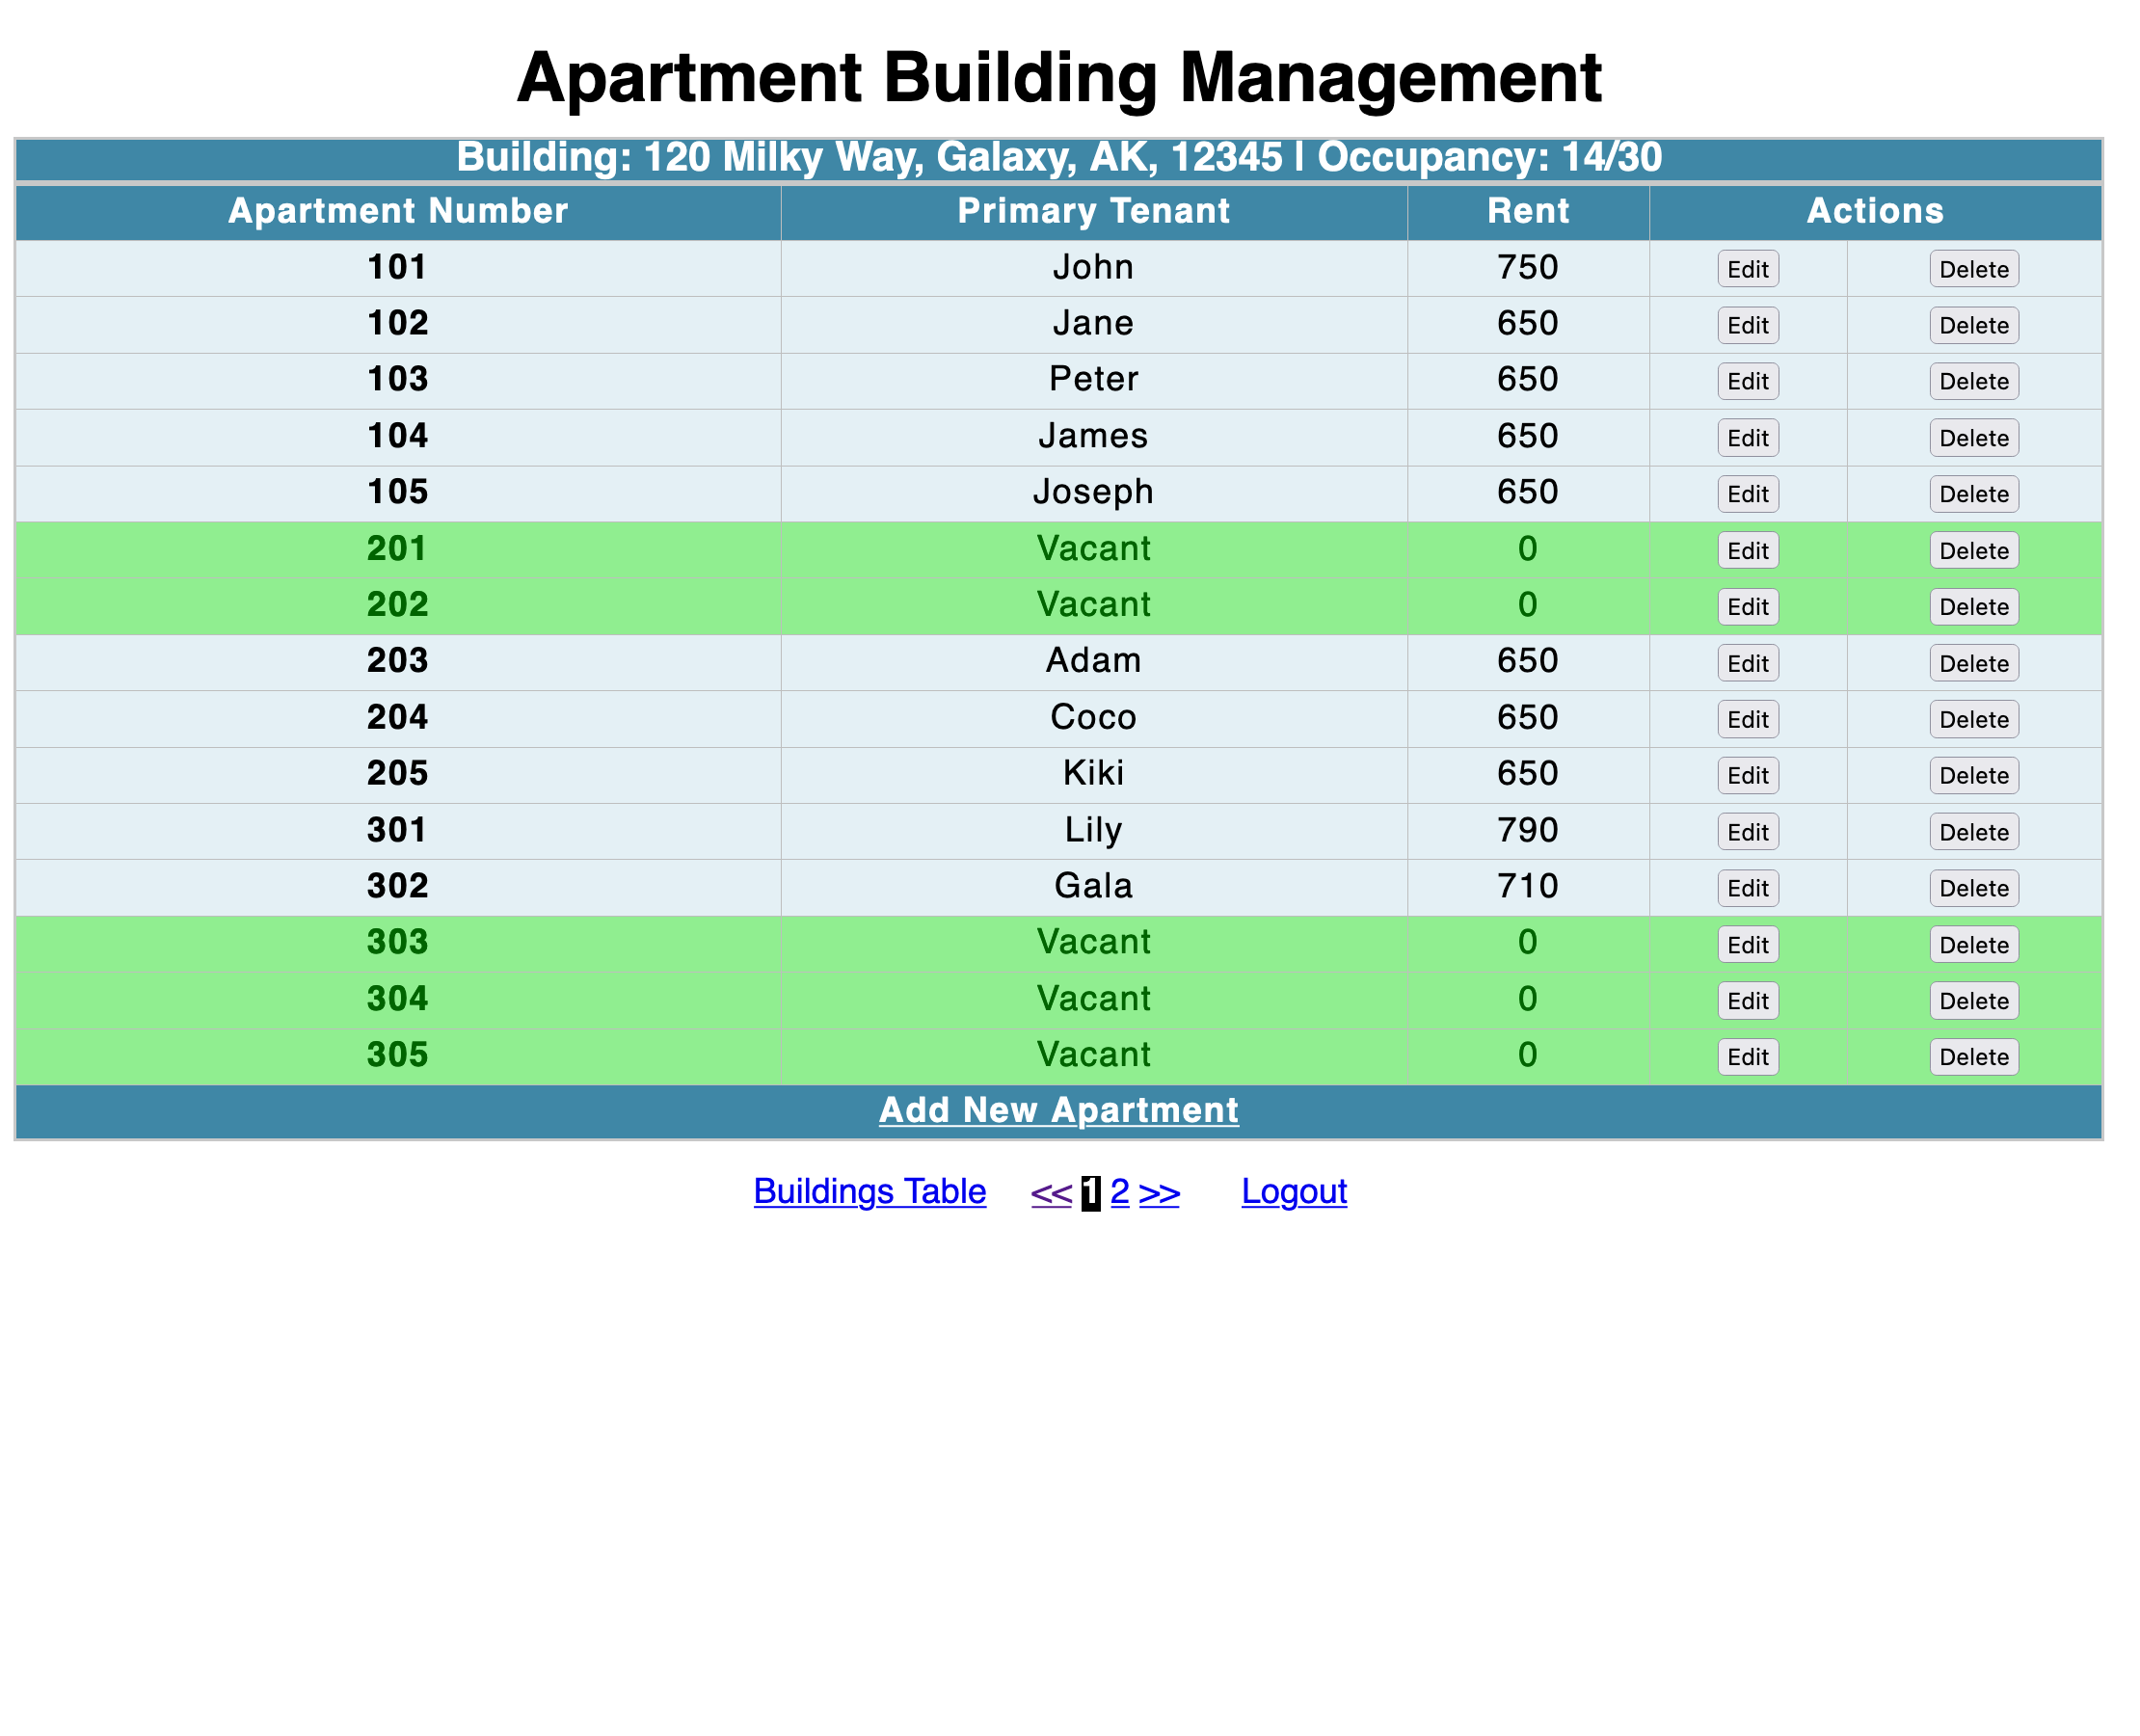 Apartment Building Management
Building: 120 Milky Way, Galaxy, AK, 12345 | Occupancy: 14/30
Apartment Number Primary Tenant Rent Actions
101 John 750 Edit Delete
102 Jane 650 Edit Delete
103 Peter 650 Edit Delete
104 James 650 Edit Delete
105 Joseph 650 Edit Delete
201 Vacant 0 Edit Delete
202 Vacant 0 Edit Delete
203 Adam 650 Edit Delete
204 Coco 650 Edit Delete
205 Kiki 650 Edit Delete
301 Lily 790 Edit Delete
302 Gala 710 Edit Delete
303 Vacant 0 Edit Delete
304 Vacant 0 Edit Delete
305 Vacant 0 Edit Delete
Add New Apartment
Buildings Table << 1 2 >> Logout